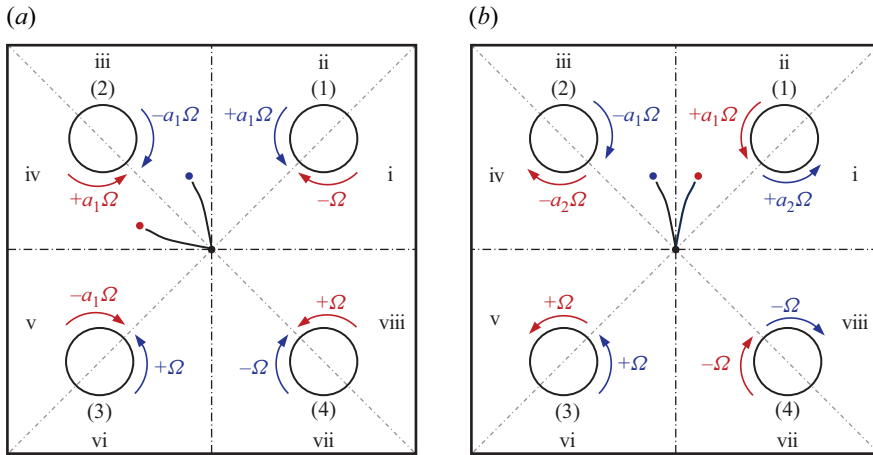 (a)
(b)
iii
ii
iii
ii
(2)
(1)
(2)
(1)
−a₁Ω
+a₁Ω
−a₁Ω
+a₁Ω
iv
i
iv
i
+a₁Ω
−Ω
−a₂Ω
+a₂Ω
−a₁Ω
+Ω
+Ω
−Ω
v
viii
v
viii
+Ω
−Ω
+Ω
−Ω
(3)
(4)
(3)
(4)
vi
vii
vi
vii